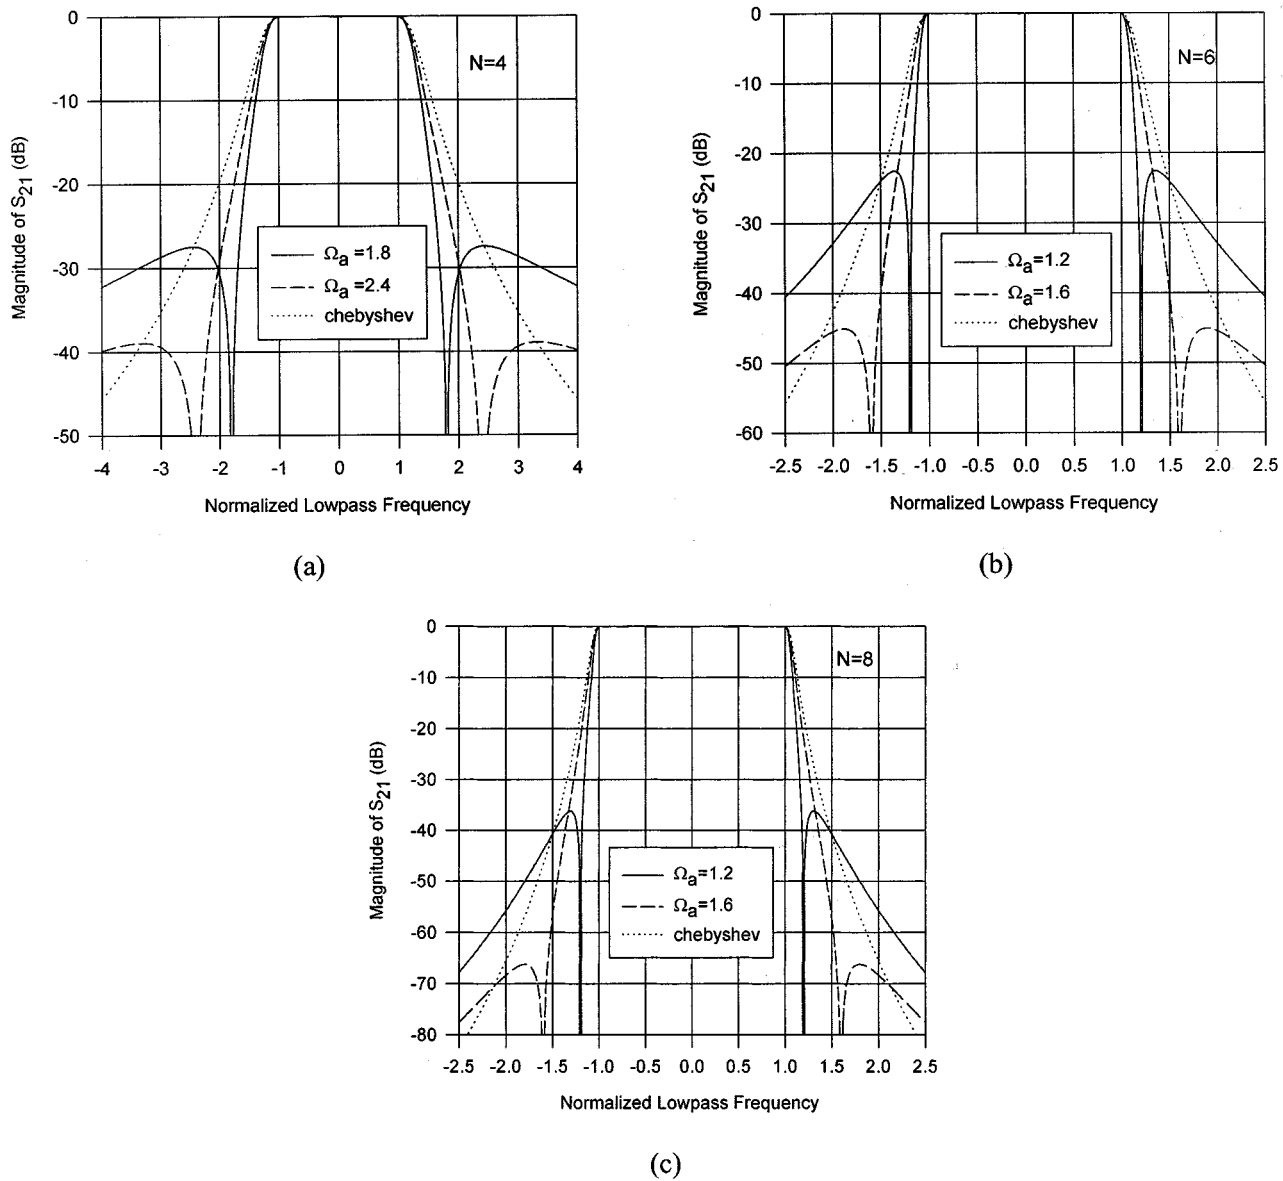 N=4
Magnitude of S21 (dB)
0
-10
-20
-30
-40
-50
Ωa=1.8
Ωa=2.4
chebyshev
-4 -3 -2 -1 0 1 2 3 4
Normalized Lowpass Frequency
(a)
N=6
Magnitude of S21 (dB)
0
-10
-20
-30
-40
-50
-60
Ωa=1.2
Ωa=1.6
chebyshev
-2.5 -2.0 -1.5 -1.0 -0.5 0.0 0.5 1.0 1.5 2.0 2.5
Normalized Lowpass Frequency
(b)
N=8
Magnitude of S21 (dB)
0
-10
-20
-30
-40
-50
-60
-70
-80
Ωa=1.2
Ωa=1.6
chebyshev
-2.5 -2.0 -1.5 -1.0 -0.5 0.0 0.5 1.0 1.5 2.0 2.5
Normalized Lowpass Frequency
(c)